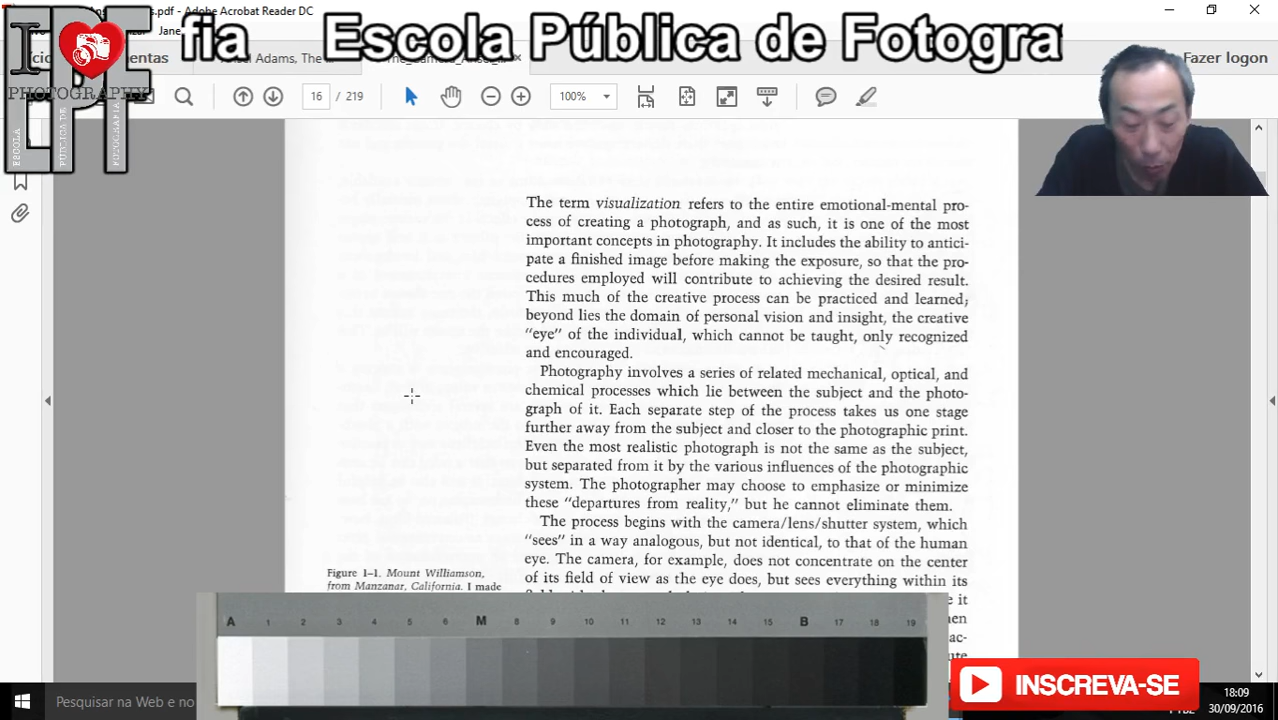 s.pdf - Adobe Acrobat Reader DC
Jane
fia Escola Pública de Fotogra
mentas
sel Adams, The ...
Fazer logon
PHOTOGRAPHY
ESCOLA
PÚBLICA DE
FOTOGRAFIA
16 / 219
100%
The term visualization refers to the entire emotional-mental pro-
cess of creating a photograph, and as such, it is one of the most
important concepts in photography. It includes the ability to antici-
pate a finished image before making the exposure, so that the pro-
cedures employed will contribute to achieving the desired result.
This much of the creative process can be practiced and learned;
beyond lies the domain of personal vision and insight, the creative
“eye” of the individual, which cannot be taught, only recognized
and encouraged.
Photography involves a series of related mechanical, optical, and
chemical processes which lie between the subject and the photo-
graph of it. Each separate step of the process takes us one stage
further away from the subject and closer to the photographic print.
Even the most realistic photograph is not the same as the subject,
but separated from it by the various influences of the photographic
system. The photographer may choose to emphasize or minimize
these “departures from reality,” but he cannot eliminate them.
The process begins with the camera/lens/shutter system, which
“sees” in a way analogous, but not identical, to that of the human
eye. The camera, for example, does not concentrate on the center
of its field of view as the eye does, but sees everything within its
Figure 1–1. Mount Williamson,
from Manzanar, California. I made
e it
hen
ac-
A 1 2 3 4 5 6 M 8 9 10 11 12 13 14 15 B 17 18 19
INSCREVA-SE
Pesquisar na Web e no
18:09
30/09/2016